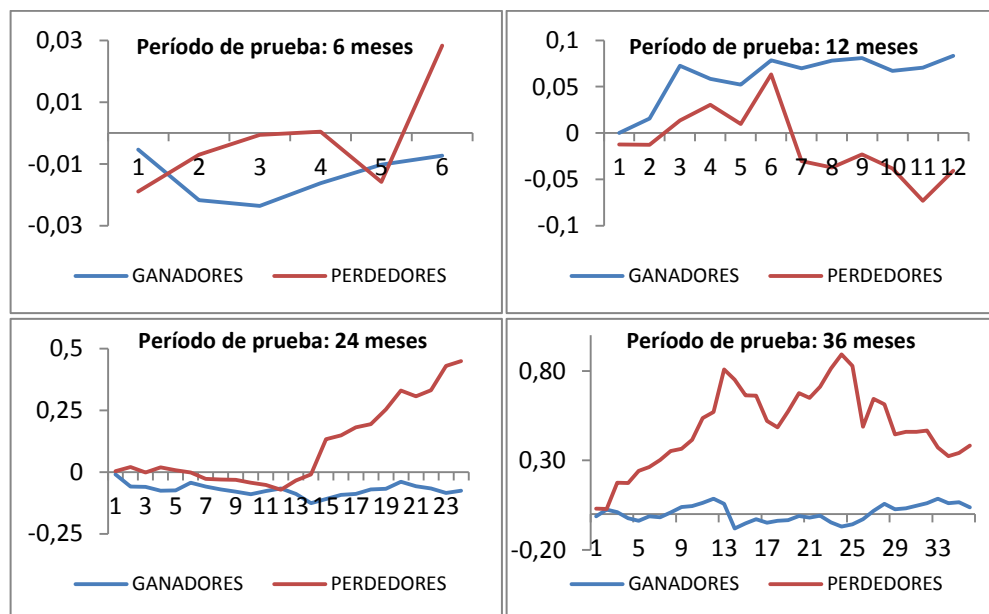 Período de prueba: 6 meses
0,03
0,01
-0,01
-0,03
1 2 3 4 5 6
GANADORES PERDEDORES
Período de prueba: 12 meses
0,1
0,05
0
-0,05
-0,1
1 2 3 4 5 6 7 8 9 10 11 12
GANADORES PERDEDORES
Período de prueba: 24 meses
0,5
0,25
0
-0,25
1 3 5 7 9 11 13 15 17 19 21 23
GANADORES PERDEDORES
Período de prueba: 36 meses
0,80
0,30
-0,20
1 5 9 13 17 21 25 29 33
GANADORES PERDEDORES